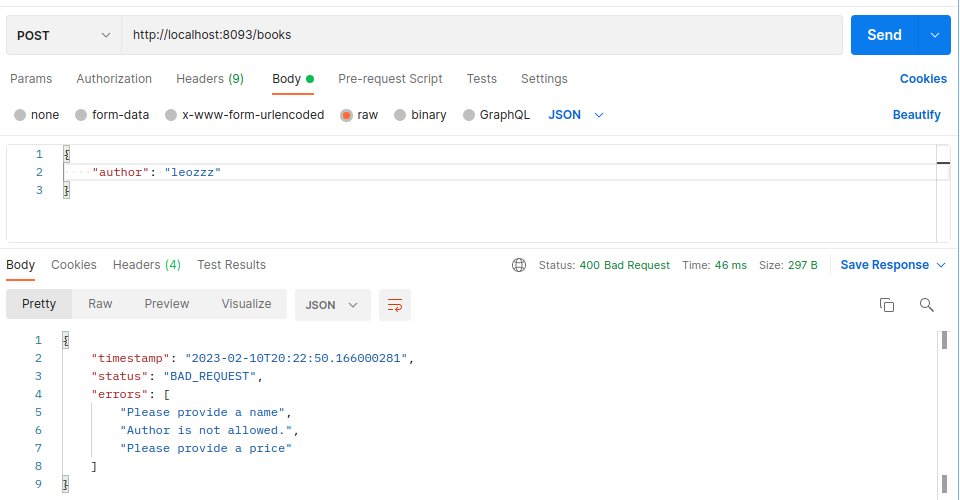 POST http://localhost:8093/books Send
Params Authorization Headers (9) Body Pre-request Script Tests Settings Cookies
none form-data x-www-form-urlencoded raw binary GraphQL JSON Beautify
1 {
2 "author": "leozzz"
3 }
Body Cookies Headers (4) Test Results Status: 400 Bad Request Time: 46 ms Size: 297 B Save Response
Pretty Raw Preview Visualize JSON
1 {
2 "timestamp": "2023-02-10T20:22:50.166000281",
3 "status": "BAD_REQUEST",
4 "errors": [
5 "Please provide a name",
6 "Author is not allowed.",
7 "Please provide a price"
8 ]
9 }